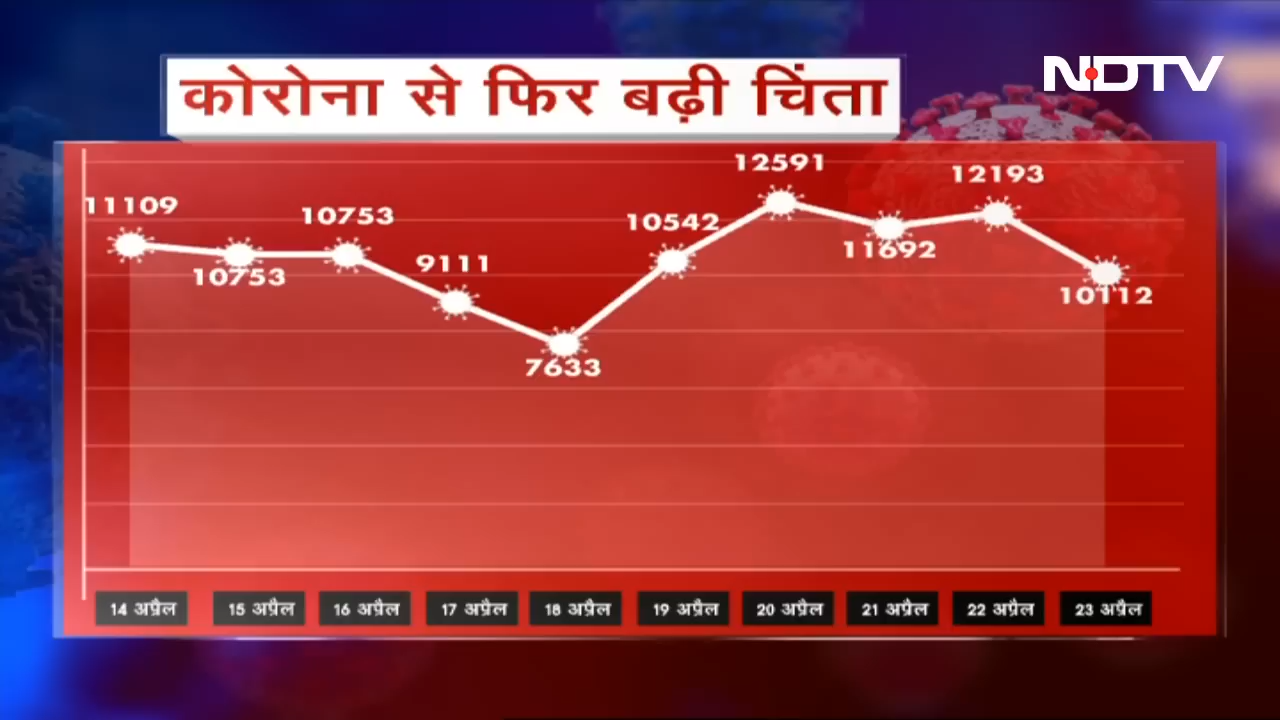 NDTV
कोरोना से फिर बढ़ी चिंता
11109
10753
10753
9111
7633
10542
12591
11692
12193
10112
14 अप्रैल
15 अप्रैल
16 अप्रैल
17 अप्रैल
18 अप्रैल
19 अप्रैल
20 अप्रैल
21 अप्रैल
22 अप्रैल
23 अप्रैल